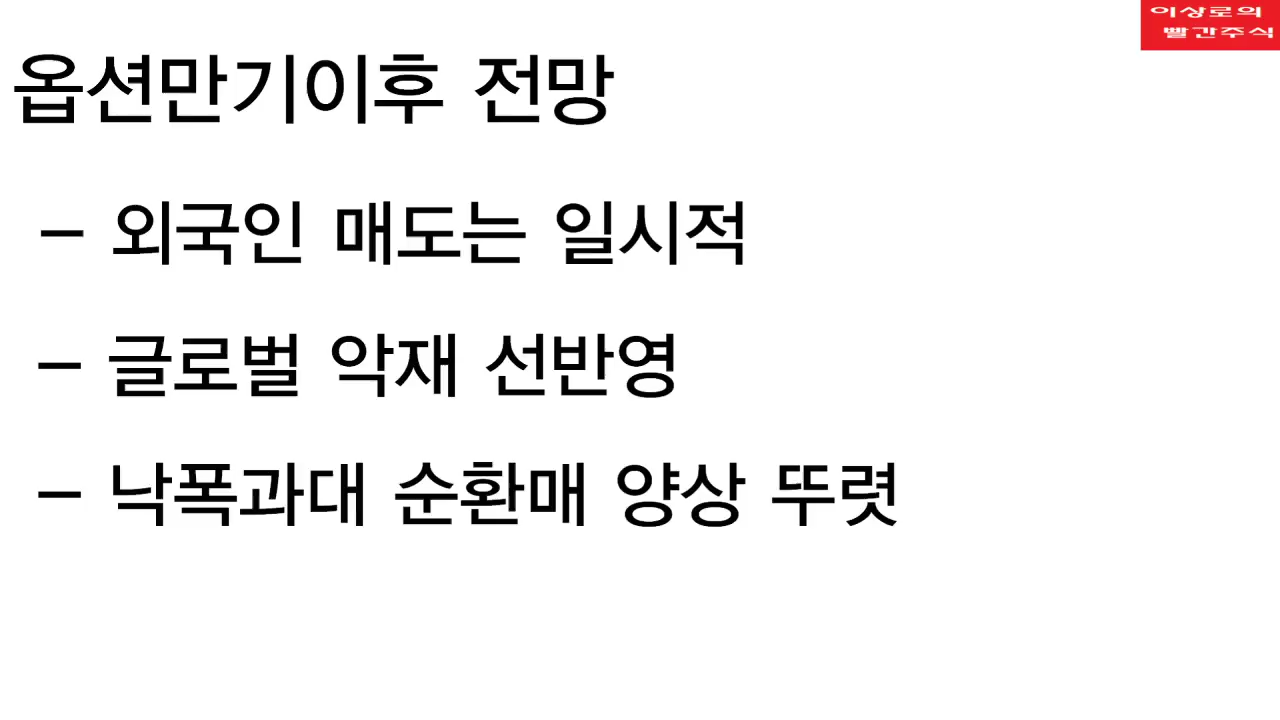 이상로의
빨간주식
옵션만기이후 전망
- 외국인 매도는 일시적
- 글로벌 악재 선반영
- 낙폭과대 순환매 양상 뚜렷